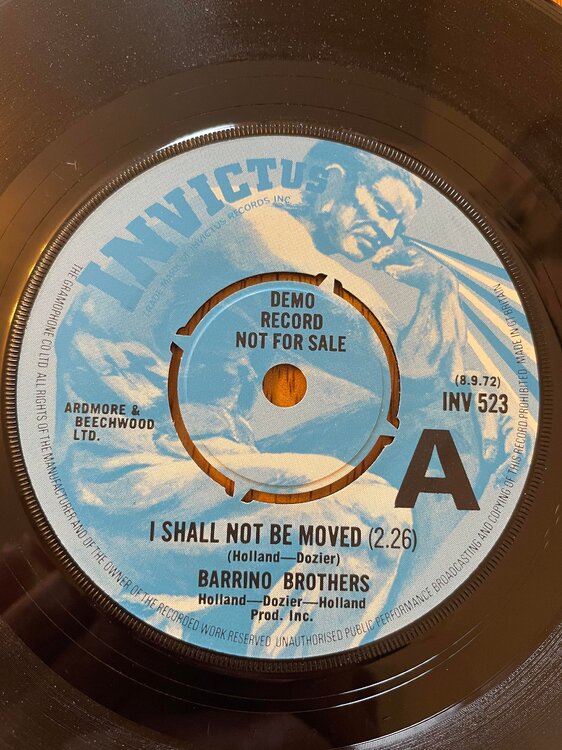 INVICTUS
INVICTUS RECORDS INC.
DEMO
RECORD
NOT FOR SALE
ARDMORE &
BEECHWOOD
LTD.
(8.9.72)
INV 523
A
I SHALL NOT BE MOVED (2.26)
(Holland—Dozier)
BARRINO BROTHERS
Holland—Dozier—Holland
Prod. Inc.
THE GRAMOPHONE CO. LTD. ALL RIGHTS OF THE MANUFACTURER AND OF THE OWNER OF THE RECORDED WORK RESERVED UNAUTHORISED PUBLIC PERFORMANCE BROADCASTING AND COPYING OF THIS RECORD PROHIBITED MADE IN GT BRITAIN